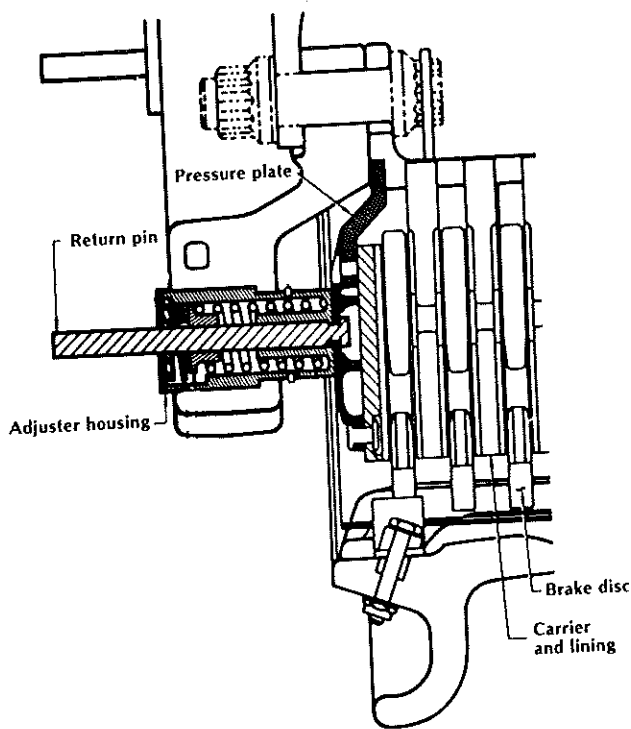 Pressure plate
Return pin
Adjuster housing
Brake disc
Carrier
and lining